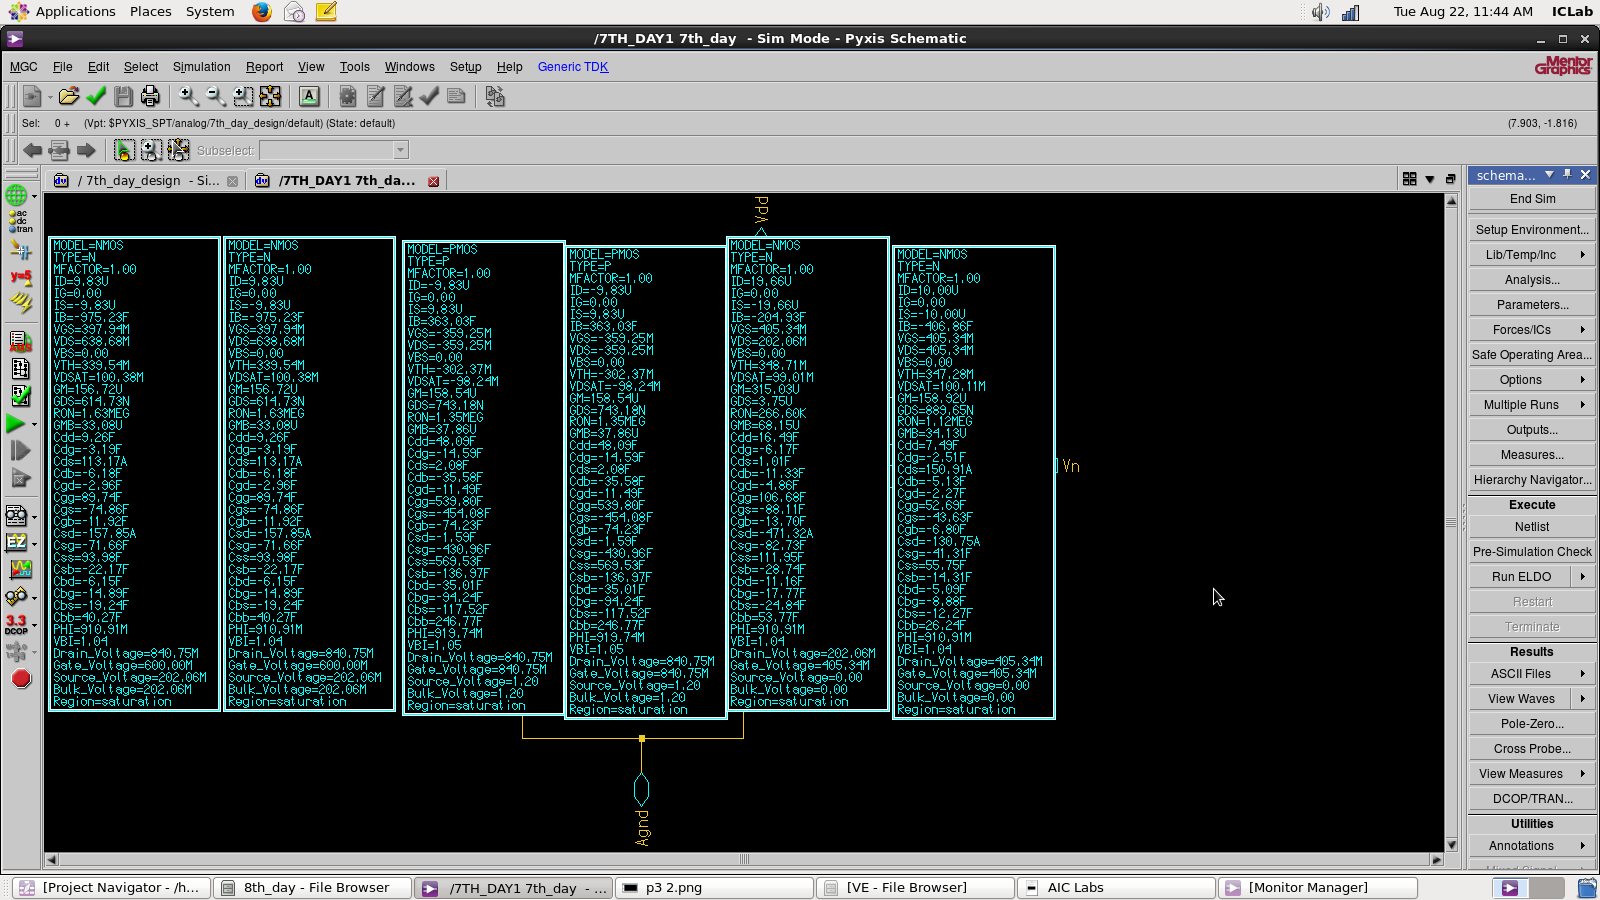 Applications Places System Tue Aug 22, 11:44 AM ICLab
/7TH_DAY1 7th_day - Sim Mode - Pyxis Schematic
MGC File Edit Select Simulation Report View Tools Windows Setup Help Generic TDK Mentor Graphics
Sel: 0 + (Vpt: $PYXIS_SPT/analog/7th_day_design/default) (State: default) (7.903, -1.816)
Subselect:
/ 7th_day_design - Si... /7TH_DAY1 7th_da...
ac
dc
tran
y=5
EZ
3.3
DCOP
Vdd
MODEL=NMOS
TYPE=N
MFACTOR=1.00
ID=9.83U
IG=0.00
IS=-9.83U
IB=-975.23F
VGS=397.94M
VDS=638.68M
VBS=0.00
VTH=339.54M
VDSAT=100.38M
GM=156.72U
GDS=614.73N
RON=1.63MEG
GMB=33.08U
Cdd=9.26F
Cdg=-3.19F
Cds=113.17A
Cdb=-6.18F
Cgd=-2.96F
Cgg=89.74F
Cgs=-74.86F
Cgb=-11.92F
Csd=-157.85A
Csg=-71.66F
Css=93.98F
Csb=-22.17F
Cbd=-6.15F
Cbg=-14.89F
Cbs=-19.24F
Cbb=40.27F
PHI=910.91M
VBI=1.04
Drain_Voltage=840.75M
Gate_Voltage=600.00M
Source_Voltage=202.06M
Bulk_Voltage=202.06M
Region=saturation
MODEL=NMOS
TYPE=N
MFACTOR=1.00
ID=9.83U
IG=0.00
IS=-9.83U
IB=-975.23F
VGS=397.94M
VDS=638.68M
VBS=0.00
VTH=339.54M
VDSAT=100.38M
GM=156.72U
GDS=614.73N
RON=1.63MEG
GMB=33.08U
Cdd=9.26F
Cdg=-3.19F
Cds=113.17A
Cdb=-6.18F
Cgd=-2.96F
Cgg=89.74F
Cgs=-74.86F
Cgb=-11.92F
Csd=-157.85A
Csg=-71.66F
Css=93.98F
Csb=-22.17F
Cbd=-6.15F
Cbg=-14.89F
Cbs=-19.24F
Cbb=40.27F
PHI=910.91M
VBI=1.04
Drain_Voltage=840.75M
Gate_Voltage=600.00M
Source_Voltage=202.06M
Bulk_Voltage=202.06M
Region=saturation
MODEL=PMOS
TYPE=P
MFACTOR=1.00
ID=-9.83U
IG=0.00
IS=9.83U
IB=363.03F
VGS=-359.25M
VDS=-359.25M
VBS=0.00
VTH=-302.37M
VDSAT=-98.24M
GM=158.54U
GDS=743.18N
RON=1.35MEG
GMB=37.86U
Cdd=48.09F
Cdg=-14.59F
Cds=2.08F
Cdb=-35.58F
Cgd=-11.49F
Cgg=539.80F
Cgs=-454.08F
Cgb=-74.23F
Csd=-1.59F
Csg=-430.96F
Css=569.53F
Csb=-136.97F
Cbd=-35.01F
Cbg=-94.24F
Cbs=-117.52F
Cbb=246.77F
PHI=919.74M
VBI=1.05
Drain_Voltage=840.75M
Gate_Voltage=840.75M
Source_Voltage=1.20
Bulk_Voltage=1.20
Region=saturation
MODEL=PMOS
TYPE=P
MFACTOR=1.00
ID=-9.83U
IG=0.00
IS=9.83U
IB=363.03F
VGS=-359.25M
VDS=-359.25M
VBS=0.00
VTH=-302.37M
VDSAT=-98.24M
GM=158.54U
GDS=743.18N
RON=1.35MEG
GMB=37.86U
Cdd=48.09F
Cdg=-14.59F
Cds=2.08F
Cdb=-35.58F
Cgd=-11.49F
Cgg=539.80F
Cgs=-454.08F
Cgb=-74.23F
Csd=-1.59F
Csg=-430.96F
Css=569.53F
Csb=-136.97F
Cbd=-35.01F
Cbg=-94.24F
Cbs=-117.52F
Cbb=246.77F
PHI=919.74M
VBI=1.05
Drain_Voltage=840.75M
Gate_Voltage=840.75M
Source_Voltage=1.20
Bulk_Voltage=1.20
Region=saturation
MODEL=NMOS
TYPE=N
MFACTOR=1.00
ID=19.66U
IG=0.00
IS=-19.66U
IB=-204.93F
VGS=405.34M
VDS=202.06M
VBS=0.00
VTH=348.71M
VDSAT=99.01M
GM=315.03U
GDS=3.75U
RON=266.60K
GMB=68.15U
Cdd=16.49F
Cdg=-6.17F
Cds=1.01F
Cdb=-11.33F
Cgd=-4.86F
Cgg=106.68F
Cgs=-88.11F
Cgb=-13.70F
Csd=-471.32A
Csg=-82.73F
Css=111.95F
Csb=-28.74F
Cbd=-11.16F
Cbg=-17.77F
Cbs=-24.84F
Cbb=53.77F
PHI=910.91M
VBI=1.04
Drain_Voltage=202.06M
Gate_Voltage=405.34M
Source_Voltage=0.00
Bulk_Voltage=0.00
Region=saturation
MODEL=NMOS
TYPE=N
MFACTOR=1.00
ID=10.00U
IG=0.00
IS=-10.00U
IB=-406.86F
VGS=405.34M
VDS=405.34M
VBS=0.00
VTH=347.28M
VDSAT=100.11M
GM=158.92U
GDS=889.65N
RON=1.12MEG
GMB=34.13U
Cdd=7.49F
Cdg=-2.51F
Cds=150.91A
Cdb=-5.13F
Cgd=-2.27F
Cgg=52.69F
Cgs=-43.63F
Cgb=-6.80F
Csd=-130.75A
Csg=-41.31F
Css=55.75F
Csb=-14.31F
Cbd=-5.09F
Cbg=-8.88F
Cbs=-12.27F
Cbb=26.24F
PHI=910.91M
VBI=1.04
Drain_Voltage=405.34M
Gate_Voltage=405.34M
Source_Voltage=0.00
Bulk_Voltage=0.00
Region=saturation
Vn
Agnd
schema...
End Sim
Setup Environment...
Lib/Temp/Inc
Analysis...
Parameters...
Forces/ICs
Safe Operating Area...
Options
Multiple Runs
Outputs...
Measures...
Hierarchy Navigator...
Execute
Netlist
Pre-Simulation Check
Run ELDO
Restart
Terminate
Results
ASCII Files
View Waves
Pole-Zero...
Cross Probe...
View Measures
DCOP/TRAN...
Utilities
Annotations
[Project Navigator - /h... 8th_day - File Browser /7TH_DAY1 7th_day - ... p3 2.png [VE - File Browser] AIC Labs [Monitor Manager]